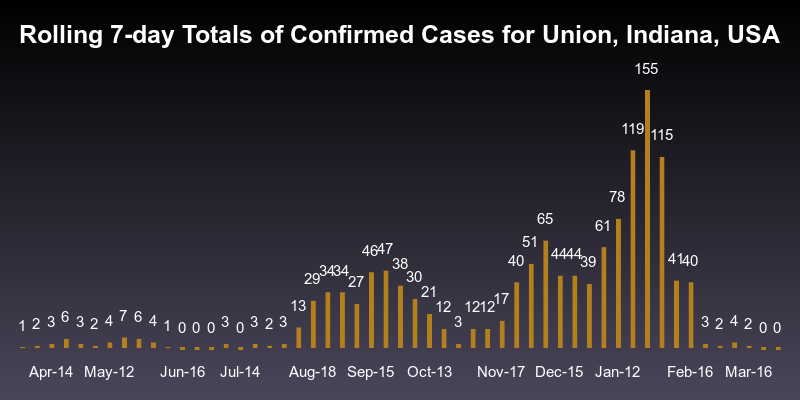 Rolling 7-day Totals of Confirmed Cases for Union, Indiana, USA
1 2 3 6 3 2 4 7 6 4 1 0 0 0 3 0 3 2 3 13 29 34 34 27 46 47 38 30 21 12 3 12 12 17 40 51 65 44 44 39 61 78 119 155 115 41 40 3 2 4 2 0 0
Apr-14 May-12 Jun-16 Jul-14 Aug-18 Sep-15 Oct-13 Nov-17 Dec-15 Jan-12 Feb-16 Mar-16